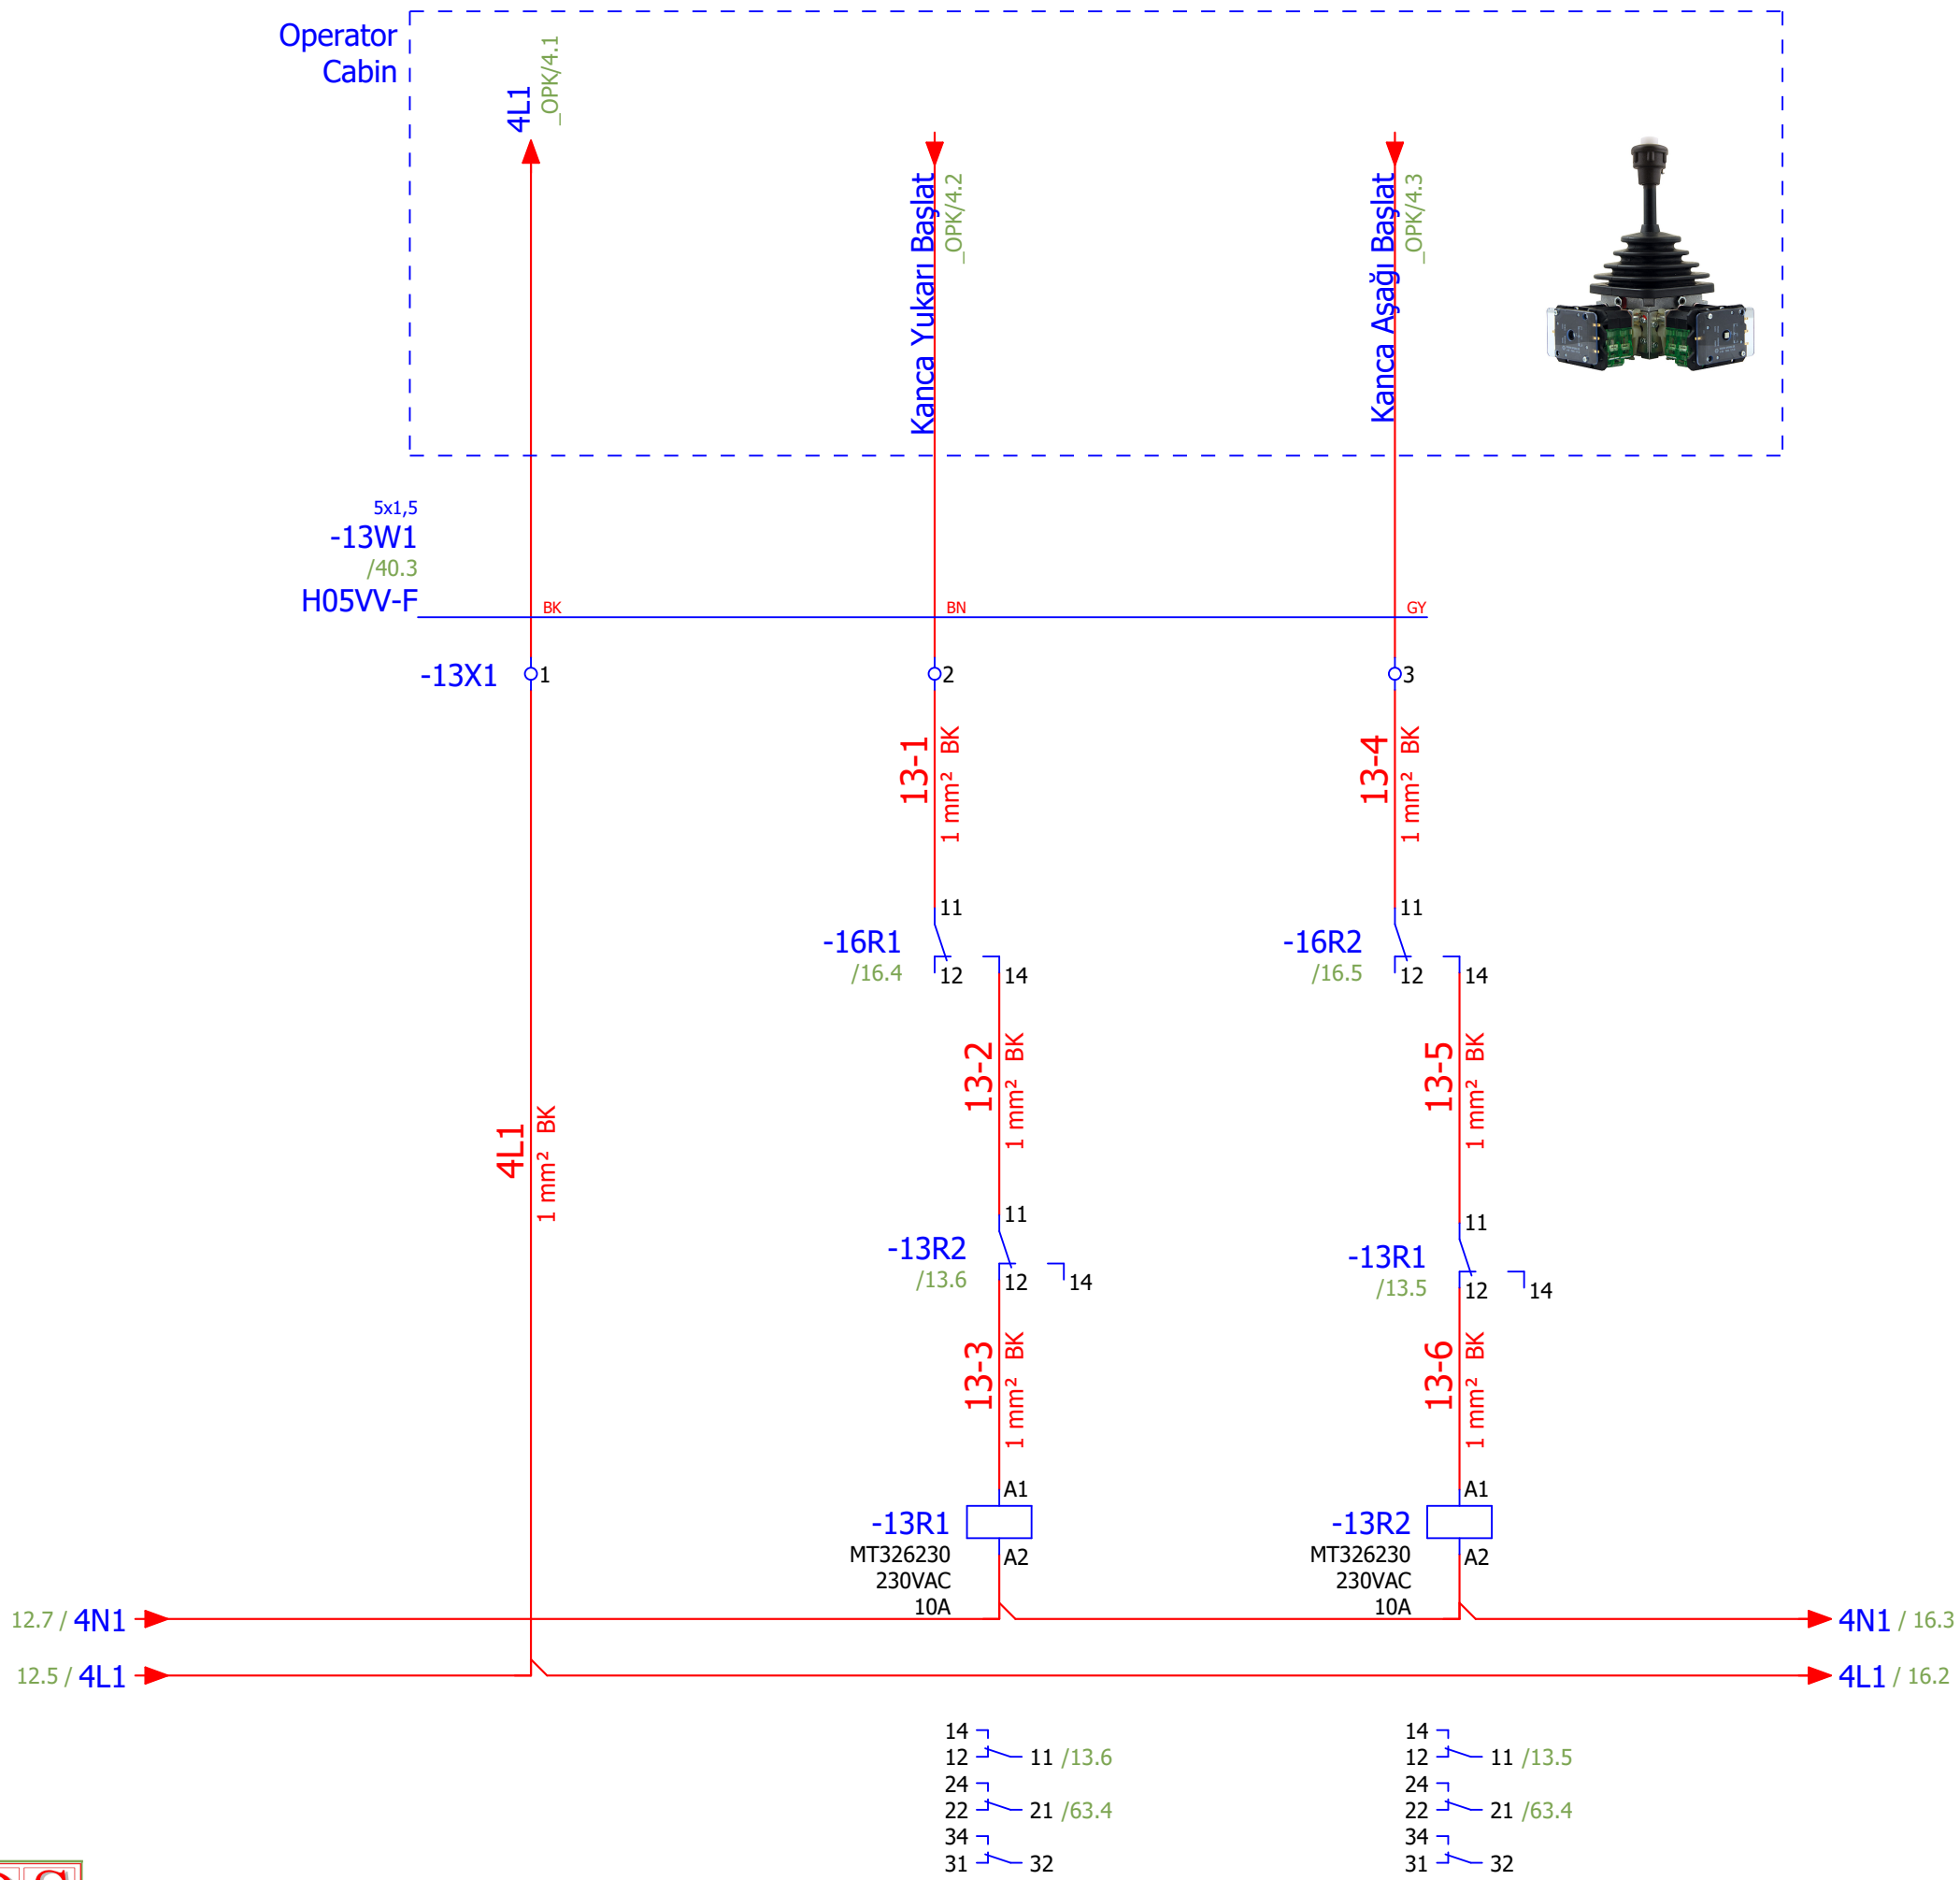 Operator
Cabin
4L1
_OPK/4.1
Kanca Yukarı Başlat
_OPK/4.2
Kanca Aşağı Başlat
_OPK/4.3
5x1,5
-13W1
/40.3
H05VV-F
BK
BN
GY
-13X1
1
2
3
13-1
1 mm² BK
13-4
1 mm² BK
11
-16R1
/16.4
12
14
11
-16R2
/16.5
12
14
4L1
1 mm² BK
13-2
1 mm² BK
13-5
1 mm² BK
11
-13R2
/13.6
12
14
11
-13R1
/13.5
12
14
13-3
1 mm² BK
13-6
1 mm² BK
A1
-13R1
A2
MT326230
230VAC
10A
A1
-13R2
A2
MT326230
230VAC
10A
12.7 / 4N1
4N1 / 16.3
12.5 / 4L1
4L1 / 16.2
14
12 11 /13.6
24
22 21 /63.4
34
31 32
14
12 11 /13.5
24
22 21 /63.4
34
31 32